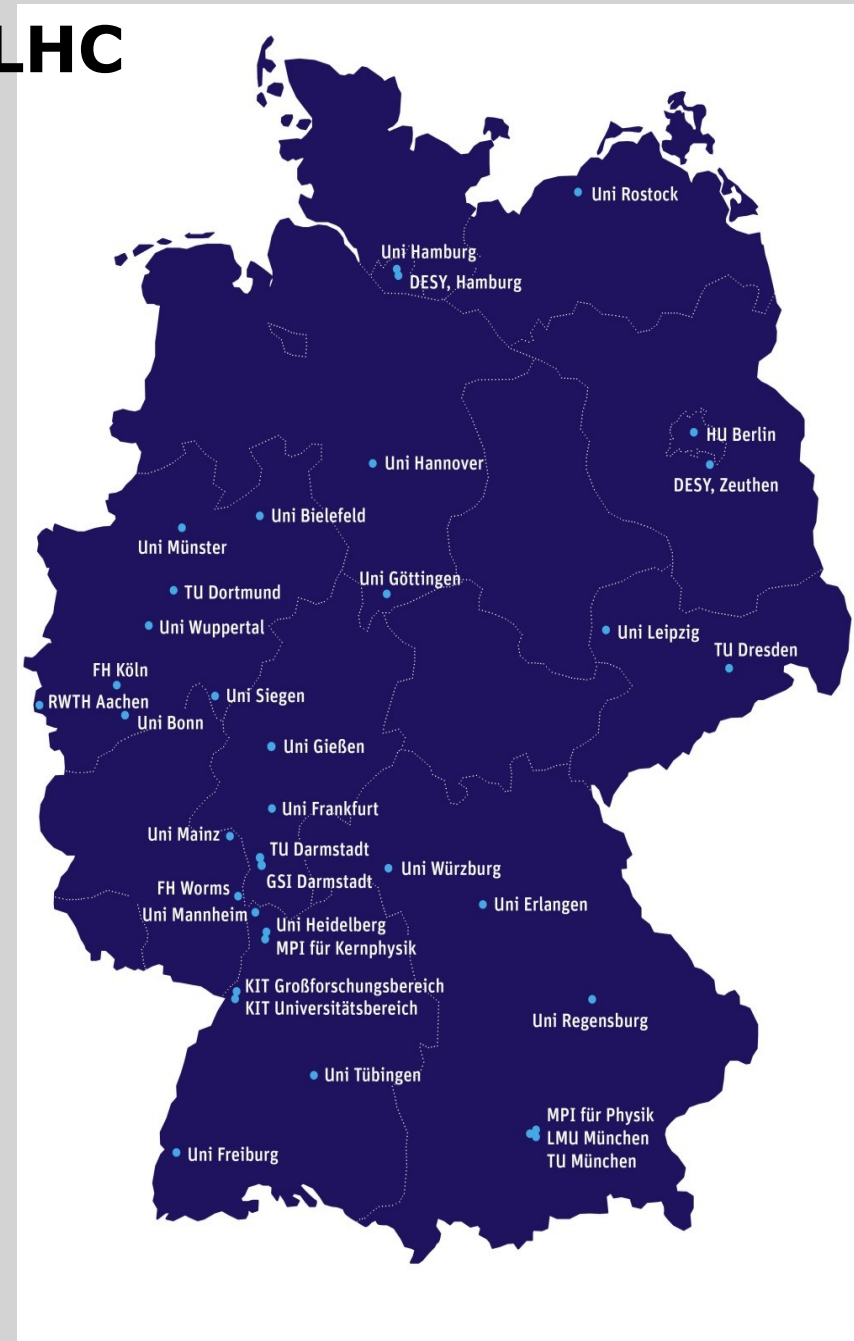 LHC
Uni Rostock
Uni Hamburg
DESY, Hamburg
HU Berlin
Uni Hannover
DESY, Zeuthen
Uni Bielefeld
Uni Münster
Uni Göttingen
TU Dortmund
Uni Wuppertal
Uni Leipzig
TU Dresden
FH Köln
RWTH Aachen
Uni Siegen
Uni Bonn
Uni Gießen
Uni Frankfurt
Uni Mainz
TU Darmstadt
Uni Würzburg
GSI Darmstadt
FH Worms
Uni Erlangen
Uni Mannheim
Uni Heidelberg
MPI für Kernphysik
KIT Großforschungsbereich
KIT Universitätsbereich
Uni Regensburg
Uni Tübingen
MPI für Physik
LMU München
Uni Freiburg
TU München